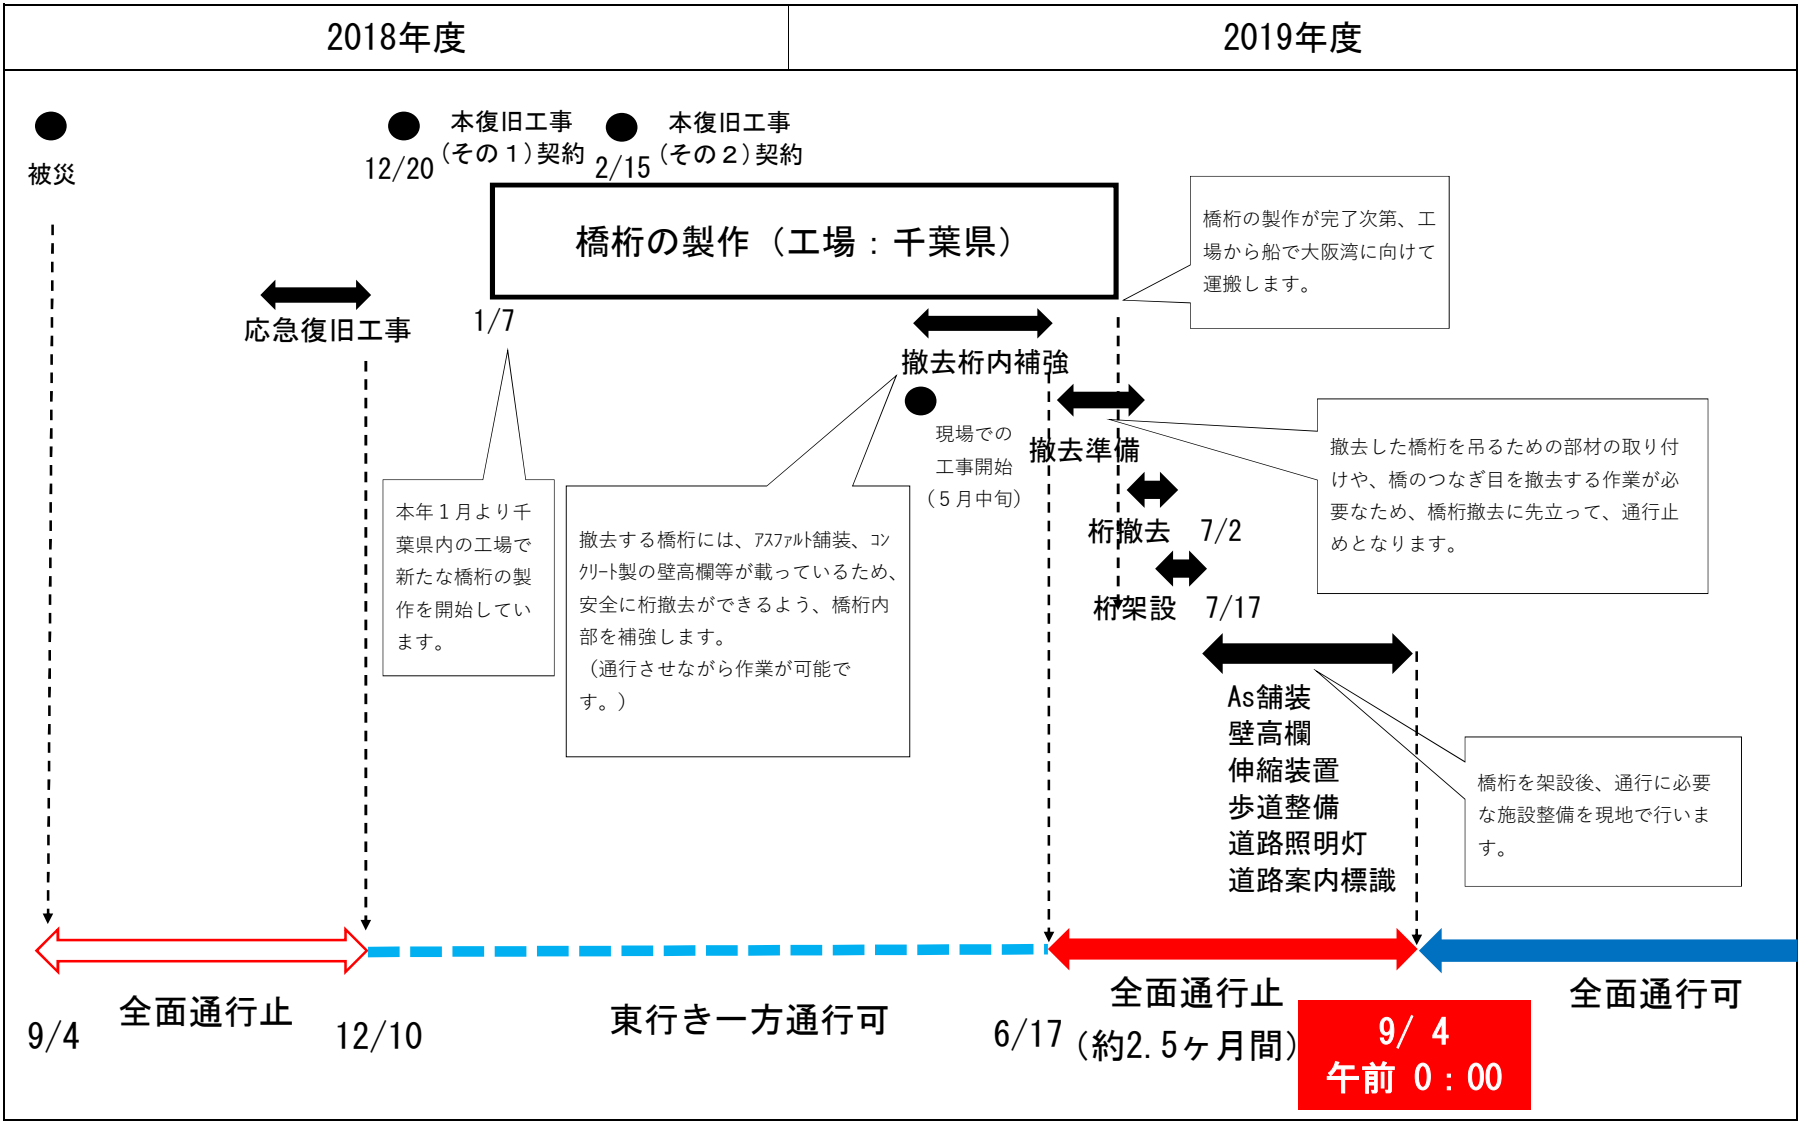 2018年度
2019年度
被災
12/20
本復旧工事
(その１)契約
2/15
本復旧工事
(その２)契約
橋桁の製作（工場：千葉県）
橋桁の製作が完了次第、工
場から船で大阪湾に向けて
運搬します。
応急復旧工事
1/7
撤去桁内補強
現場での
工事開始
（５月中旬）
撤去準備
撤去した橋桁を吊るための部材の取り付
けや、橋のつなぎ目を撤去する作業が必
要なため、橋桁撤去に先立って、通行止
めとなります。
本年１月より千
葉県内の工場で
新たな橋桁の製
作を開始してい
ます。
撤去する橋桁には、ｱｽﾌｧﾙﾄ舗装、ｺﾝ
ｸﾘｰﾄ製の壁高欄等が載っているため、
安全に桁撤去ができるよう、橋桁内
部を補強します。
（通行させながら作業が可能で
す。）
桁撤去
7/2
桁架設
7/17
As舗装
壁高欄
伸縮装置
歩道整備
道路照明灯
道路案内標識
橋桁を架設後、通行に必要
な施設整備を現地で行いま
す。
全面通行止
9/4
12/10
東行き一方通行可
6/17
全面通行止
(約2.5ヶ月間)
9/ 4
午前 0：00
全面通行可